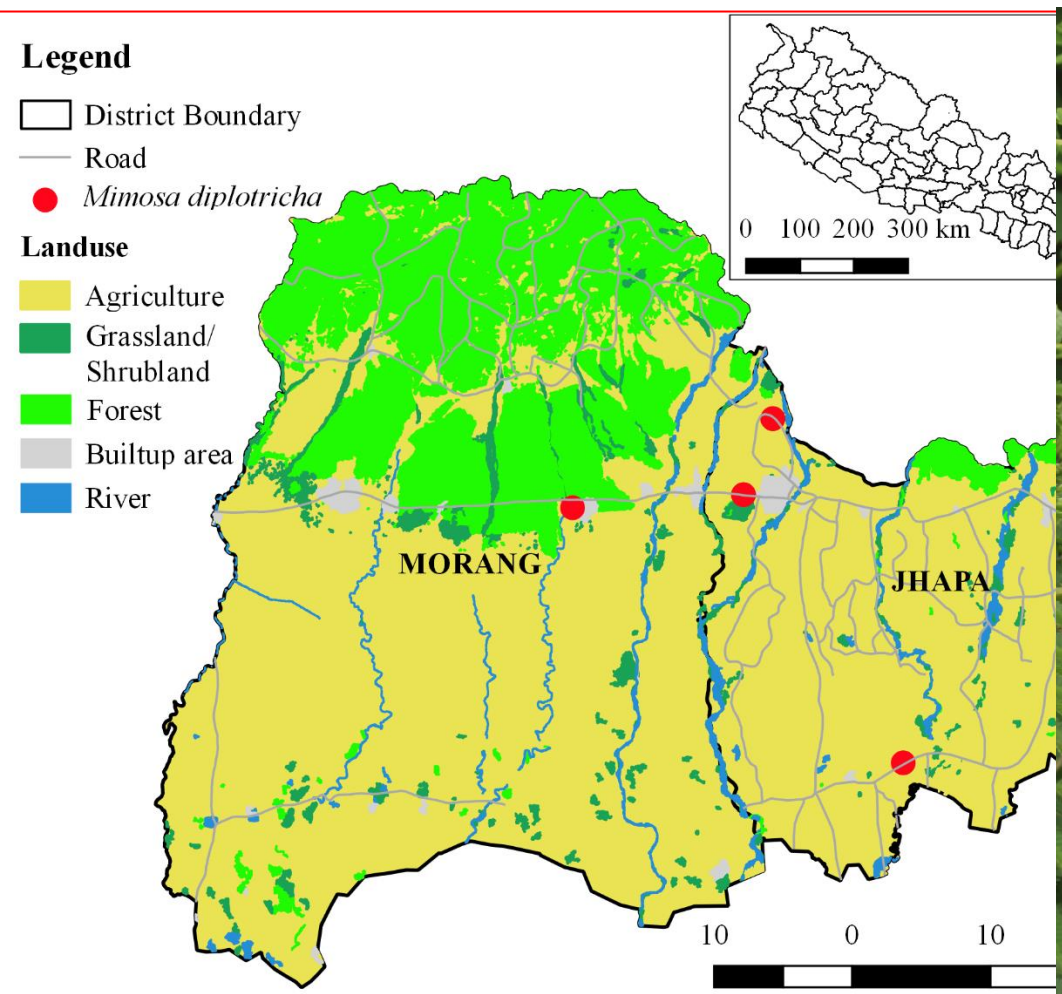 Legend
District Boundary
Road
Mimosa diplotricha
Landuse
Agriculture
Grassland/
Shrubland
Forest
Builtup area
River
0 100 200 300 km
MORANG
JHAPA
10 0 10